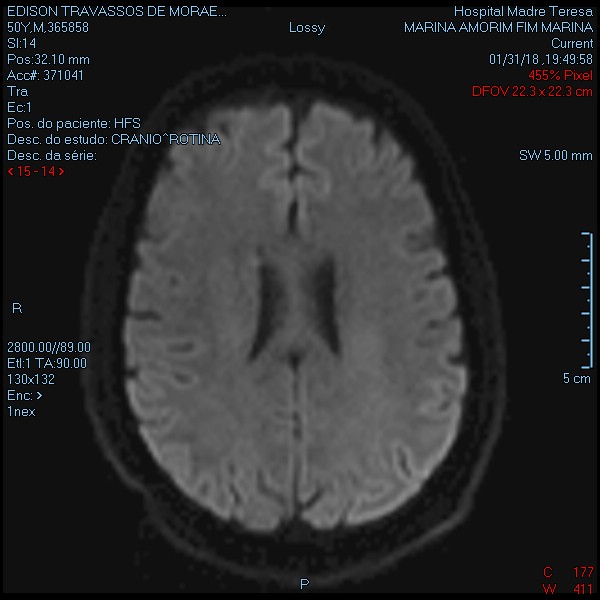 EDISON TRAVASSOS DE MORAE...
50Y,M,365858
Sl:14
Pos:32.10 mm
Acc#: 371041
Tra
Ec:1
Pos. do paciente: HFS
Desc. do estudo: CRANIO^ROTINA
Desc. da série:
< 15 - 14 >
Lossy
Hospital Madre Teresa
MARINA AMORIM FIM MARINA
Current
01/31/18 ,19:49:58
455% Pixel
DFOV 22.3 x 22.3 cm
SW 5.00 mm
R
2800.00//89.00
Etl:1 TA:90.00
130x132
Enc: >
1nex
5 cm
P
C 177
W 411